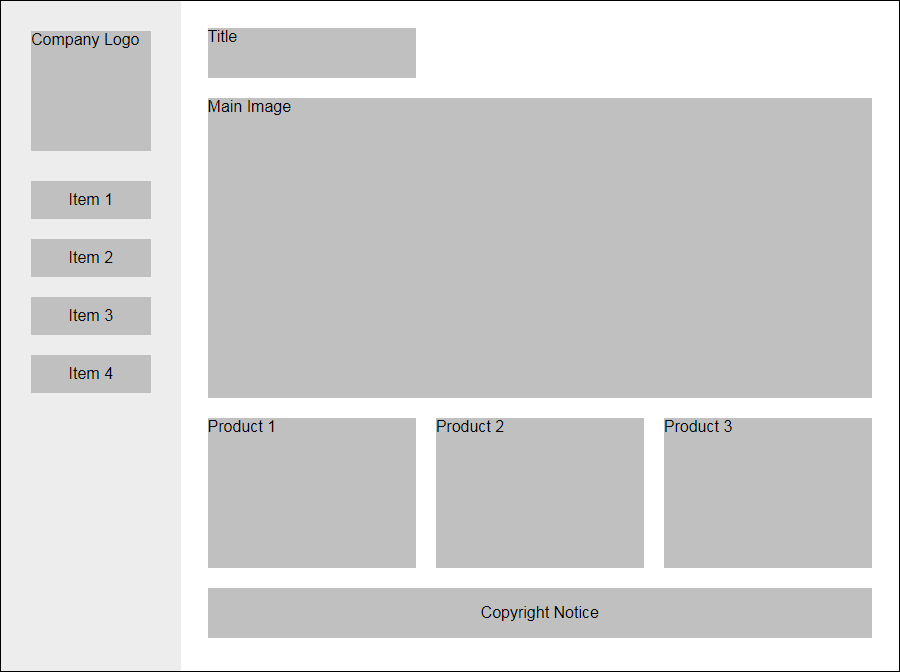 Company Logo
Item 1
Item 2
Item 3
Item 4
Title
Main Image
Product 1
Product 2
Product 3
Copyright Notice